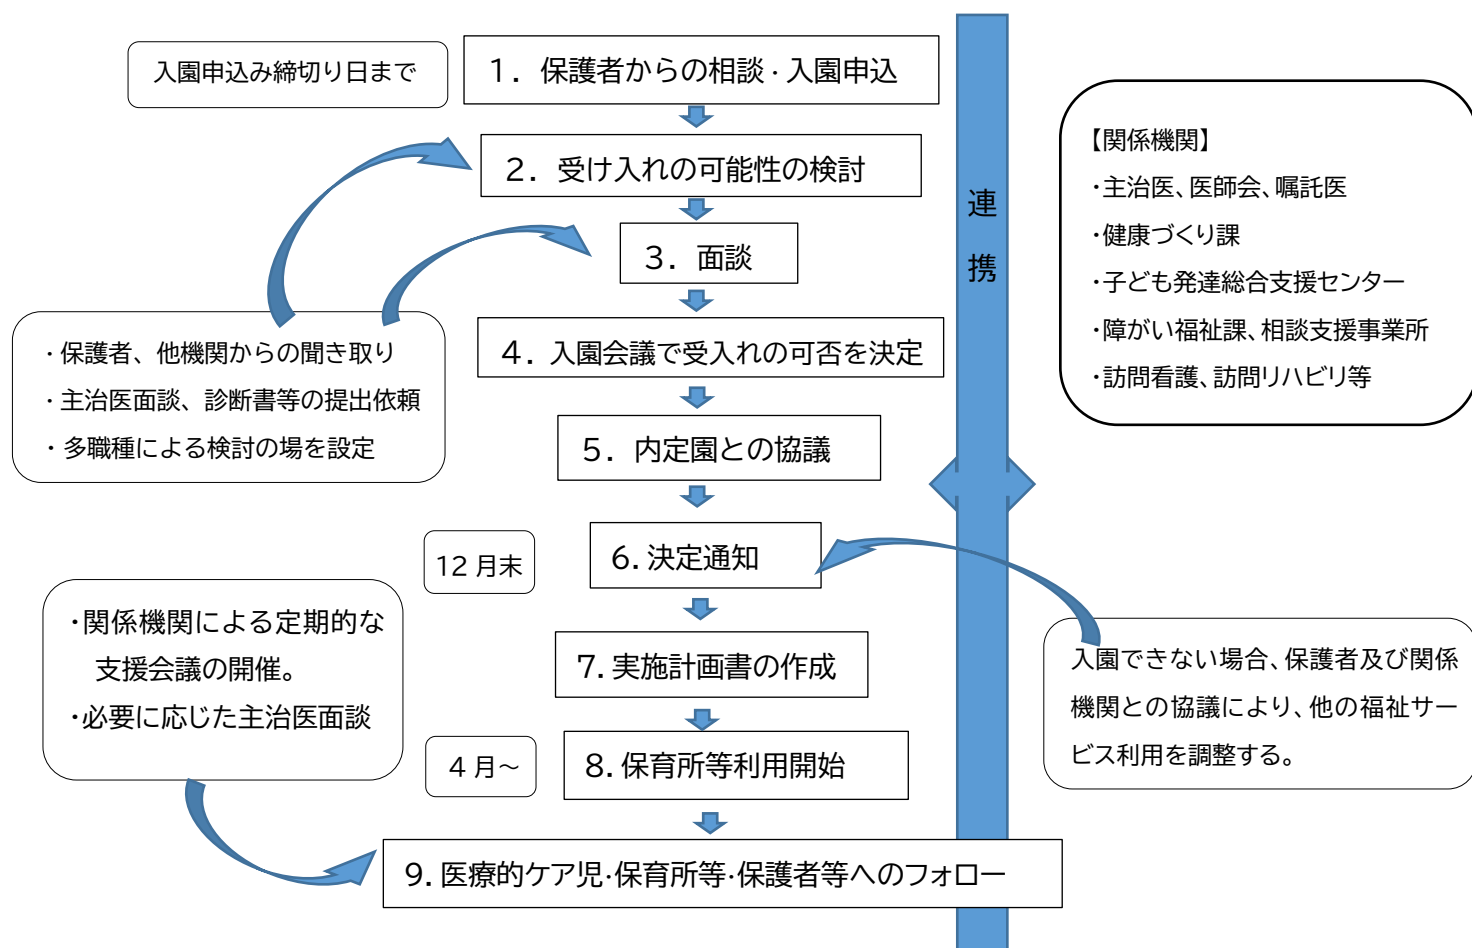 入園申込み締切り日まで
1. 保護者からの相談・入園申込
2. 受け入れの可能性の検討
3. 面談
・保護者、他機関からの聞き取り
・主治医面談、診断書等の提出依頼
・多職種による検討の場を設定
4. 入園会議で受入れの可否を決定
5. 内定園との協議
12月末
6. 決定通知
・関係機関による定期的な
支援会議の開催。
・必要に応じた主治医面談
7. 実施計画書の作成
4月～
8. 保育所等利用開始
9. 医療的ケア児・保育所等・保護者等へのフォロー
連
携
【関係機関】
・主治医、医師会、嘱託医
・健康づくり課
・子ども発達総合支援センター
・障がい福祉課、相談支援事業所
・訪問看護、訪問リハビリ等
入園できない場合、保護者及び関係
機関との協議により、他の福祉サー
ビス利用を調整する。